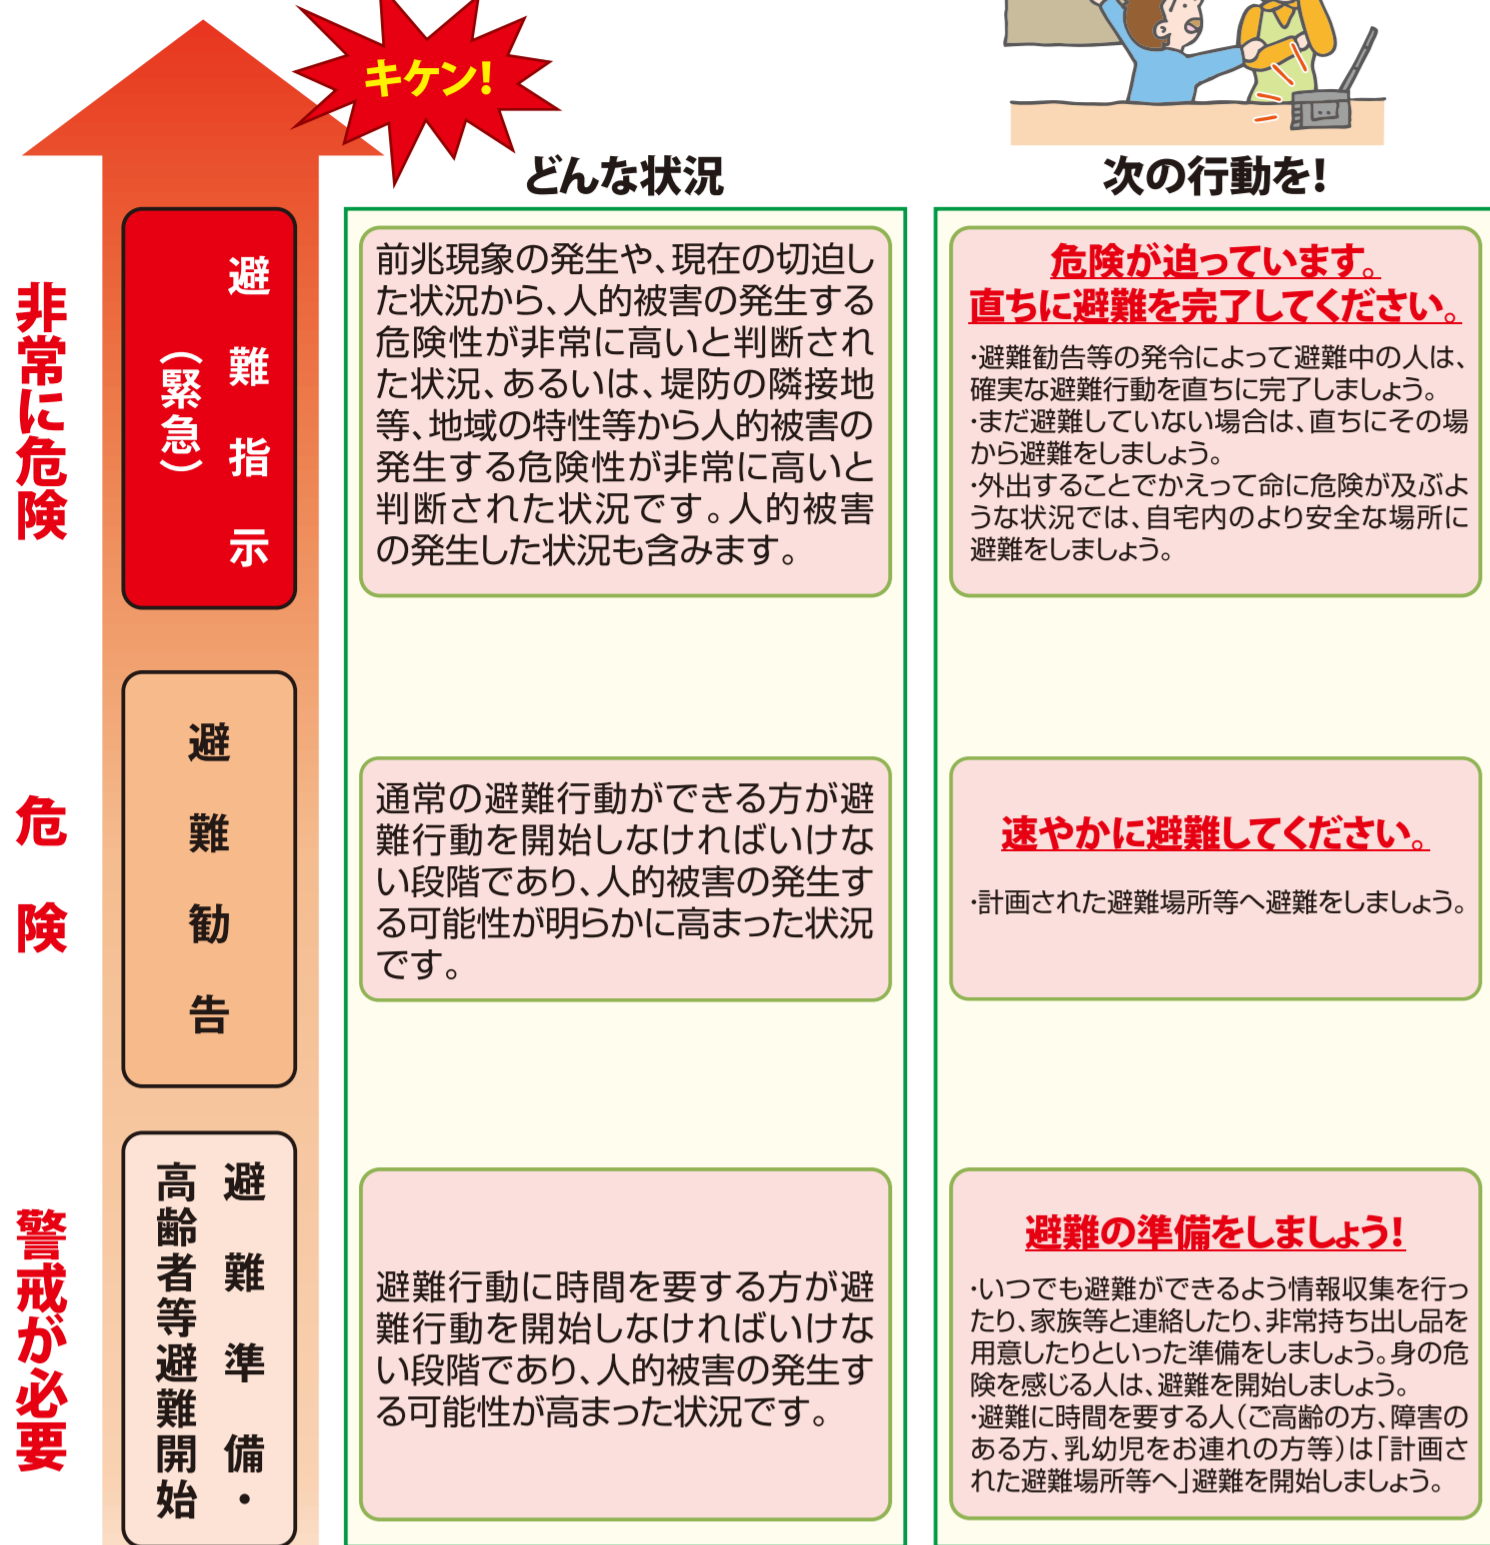 キケン!
どんな状況
次の行動を!
非常に危険
避難指示
（緊急）
前兆現象の発生や、現在の切迫し
た状況から、人的被害の発生する
危険性が非常に高いと判断され
た状況、あるいは、堤防の隣接地
等、地域の特性等から人的被害の
発生する危険性が非常に高いと
判断された状況です。人的被害
の発生した状況も含みます。
危険が迫っています。
直ちに避難を完了してください。
・避難勧告等の発令によって避難中の人は、
確実な避難行動を直ちに完了しましょう。
・まだ避難していない場合は、直ちにその場
から避難をしましょう。
・外出することでかえって命に危険が及ぶよ
うな状況では、自宅内のより安全な場所に
避難をしましょう。
危険
避難勧告
通常の避難行動ができる方が避
難行動を開始しなければいけな
い段階であり、人的被害の発生す
る可能性が明らかに高まった状況
です。
速やかに避難してください。
・計画された避難場所等へ避難をしましょう。
警戒が必要
避難準備・
高齢者等避難開始
避難行動に時間を要する方が避
難行動を開始しなければいけな
い段階であり、人的被害の発生す
る可能性が高まった状況です。
避難の準備をしましょう!
・いつでも避難ができるよう情報収集を行っ
たり、家族等と連絡したり、非常持ち出し品を
用意したりといった準備をしましょう。身の危
険を感じる人は、避難を開始しましょう。
・避難に時間を要する人（ご高齢の方、障害の
ある方、乳幼児をお連れの方等）は「計画さ
れた避難場所等へ」避難を開始しましょう。